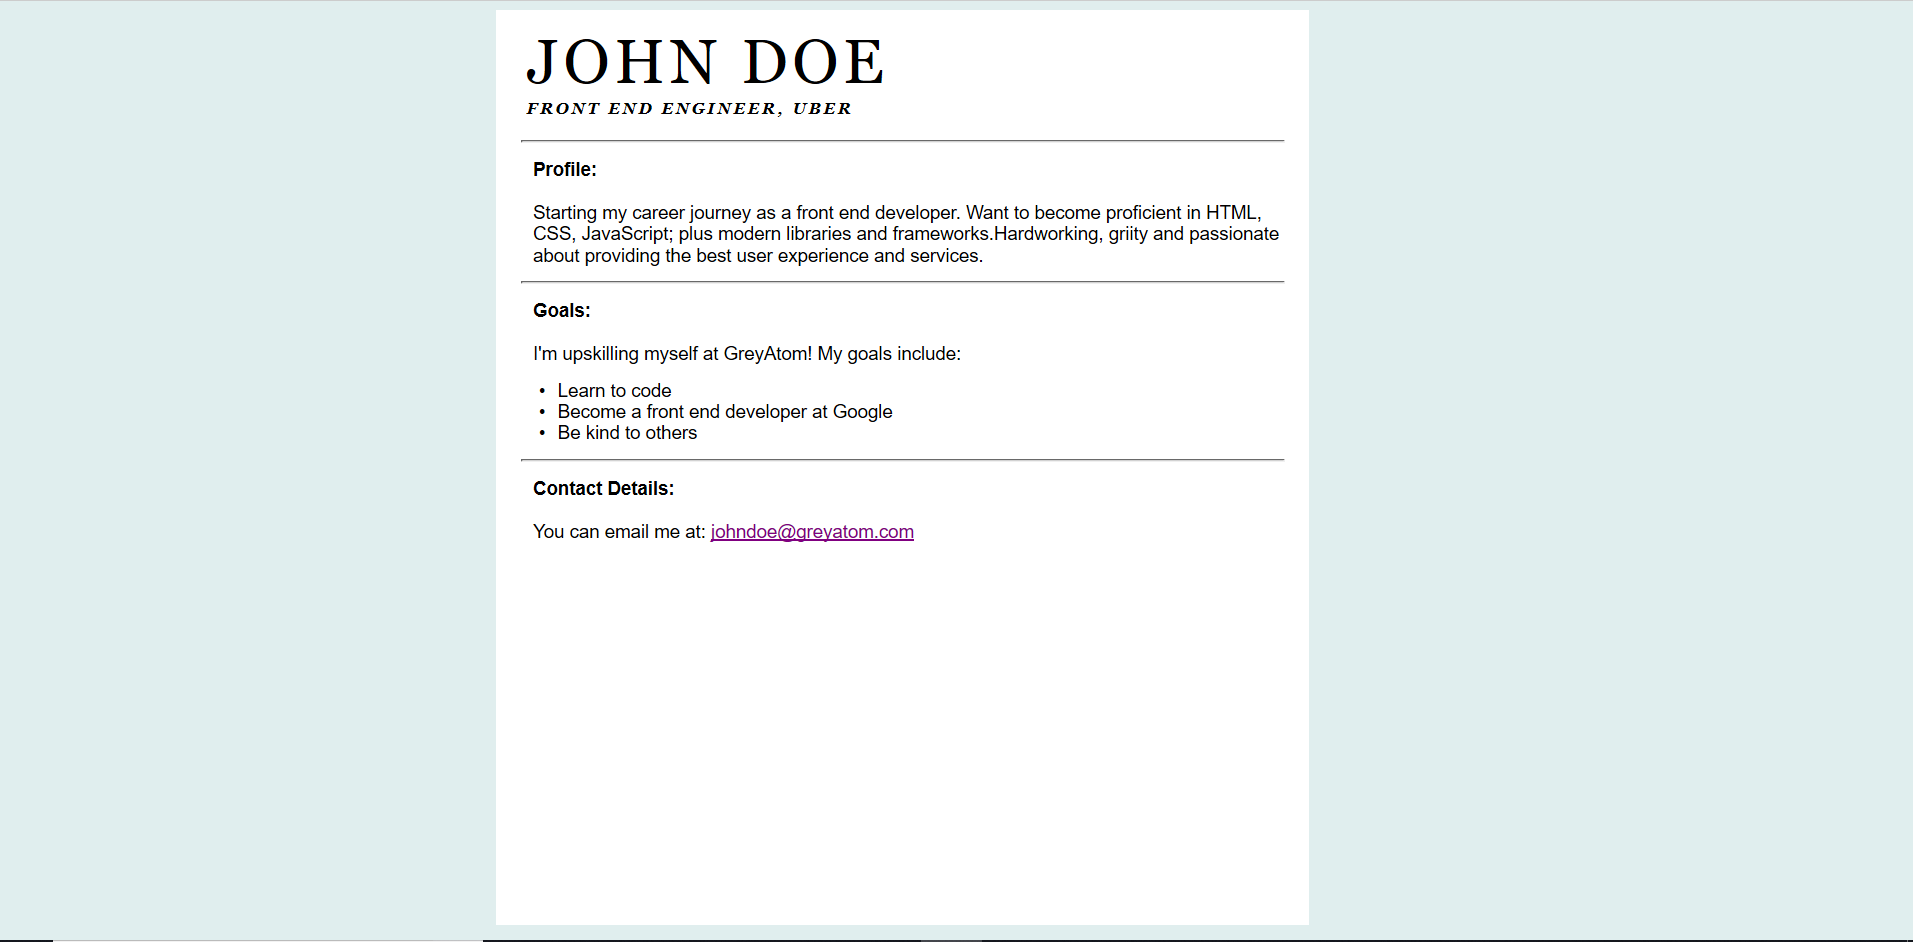 JOHN DOE
FRONT END ENGINEER, UBER
Profile:
Starting my career journey as a front end developer. Want to become proficient in HTML,
CSS, JavaScript; plus modern libraries and frameworks.Hardworking, griity and passionate
about providing the best user experience and services.
Goals:
I'm upskilling myself at GreyAtom! My goals include:
• Learn to code
• Become a front end developer at Google
• Be kind to others
Contact Details:
You can email me at: johndoe@greyatom.com